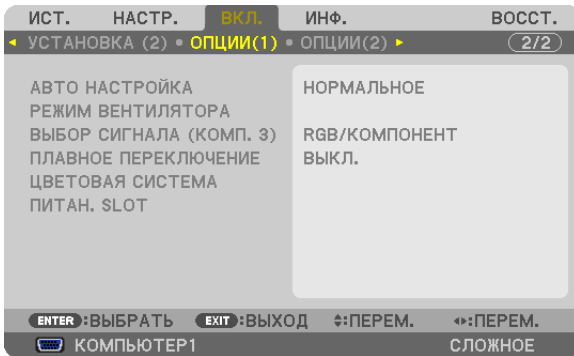 ИСТ. НАСТР. ВКЛ. ИНФ. ВОССТ.
УСТАНОВКА (2) • ОПЦИИ(1) • ОПЦИИ(2) 2/2
АВТО НАСТРОЙКА НОРМАЛЬНОЕ
РЕЖИМ ВЕНТИЛЯТОРА
ВЫБОР СИГНАЛА (КОМП. 3) RGB/КОМПОНЕНТ
ПЛАВНОЕ ПЕРЕКЛЮЧЕНИЕ ВЫКЛ.
ЦВЕТОВАЯ СИСТЕМА
ПИТАН. SLOT
ENTER :ВЫБРАТЬ EXIT :ВЫХОД :ПЕРЕМ. :ПЕРЕМ.
КОМПЬЮТЕР1 СЛОЖНОЕ